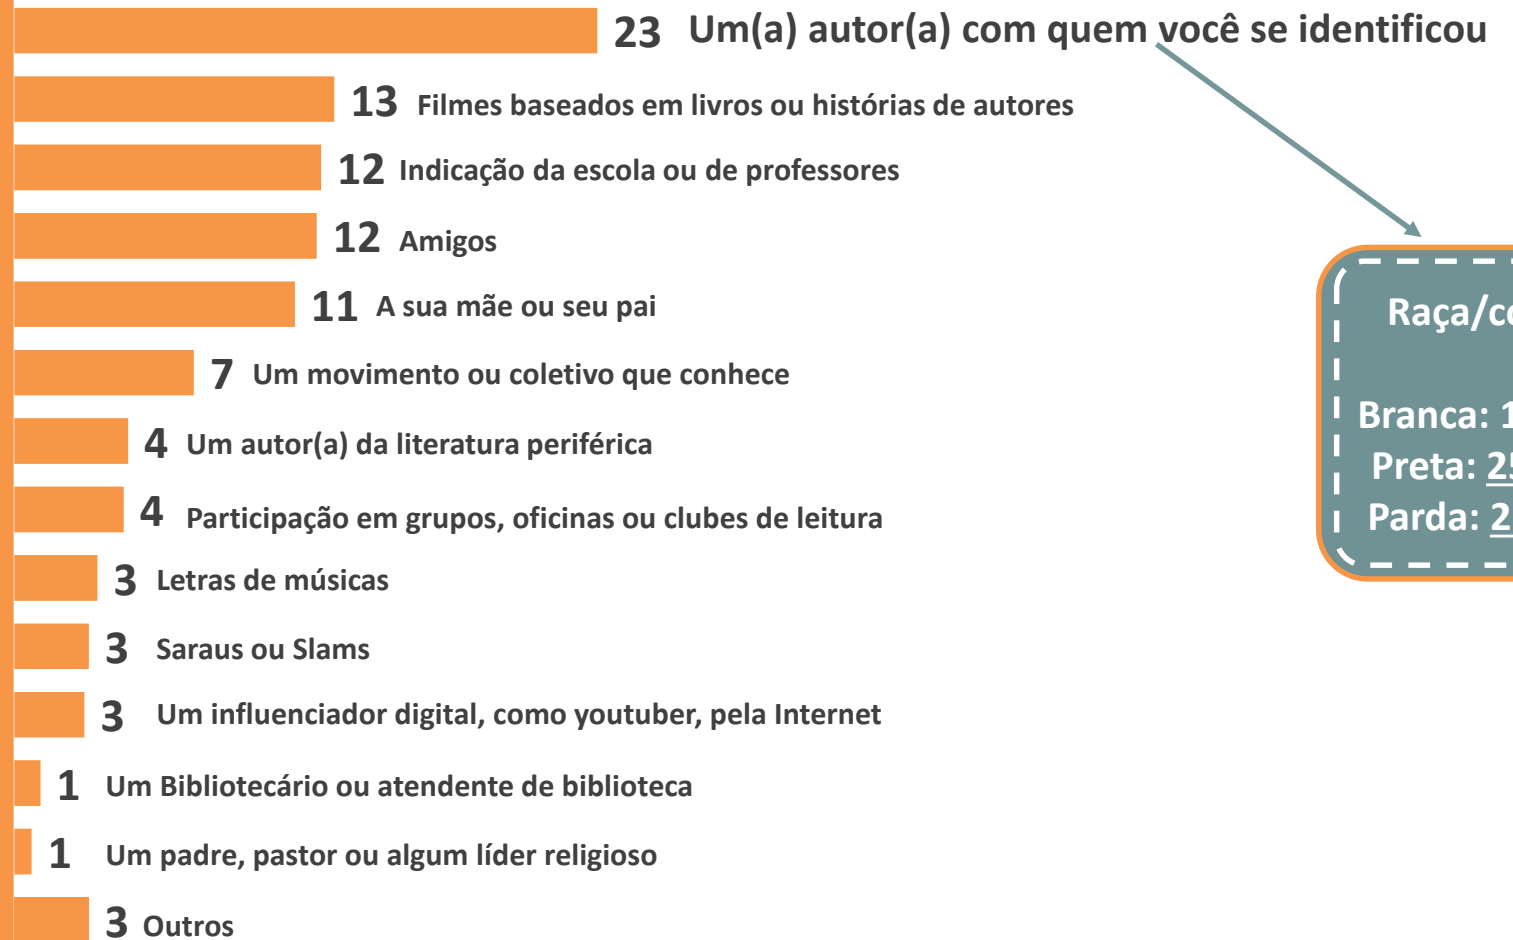 23 Um(a) autor(a) com quem você se identificou
13 Filmes baseados em livros ou histórias de autores
12 Indicação da escola ou de professores
12 Amigos
11 A sua mãe ou seu pai
7 Um movimento ou coletivo que conhece
4 Um autor(a) da literatura periférica
4 Participação em grupos, oficinas ou clubes de leitura
3 Letras de músicas
3 Saraus ou Slams
3 Um influenciador digital, como youtuber, pela Internet
1 Um Bibliotecário ou atendente de biblioteca
1 Um padre, pastor ou algum líder religioso
3 Outros
Branca:
Preta:
Parda: